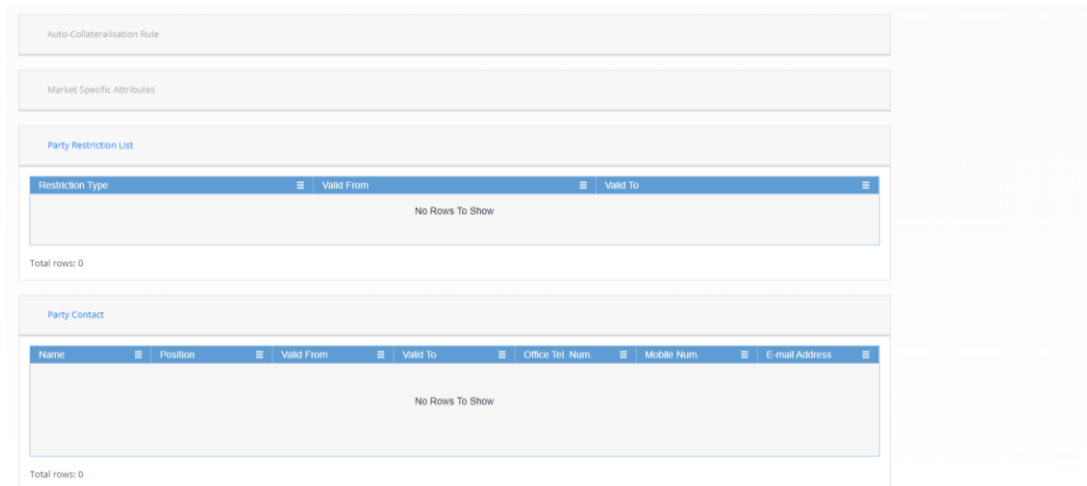 Auto-Collateralisation Rule
Market Specific Attributes
Party Restriction List
Restriction Type Valid From Valid To
No Rows To Show
Total rows: 0
Party Contact
Name Position Valid From Valid To Office Tel. Num. Mobile Num. E-mail Address
No Rows To Show
Total rows: 0